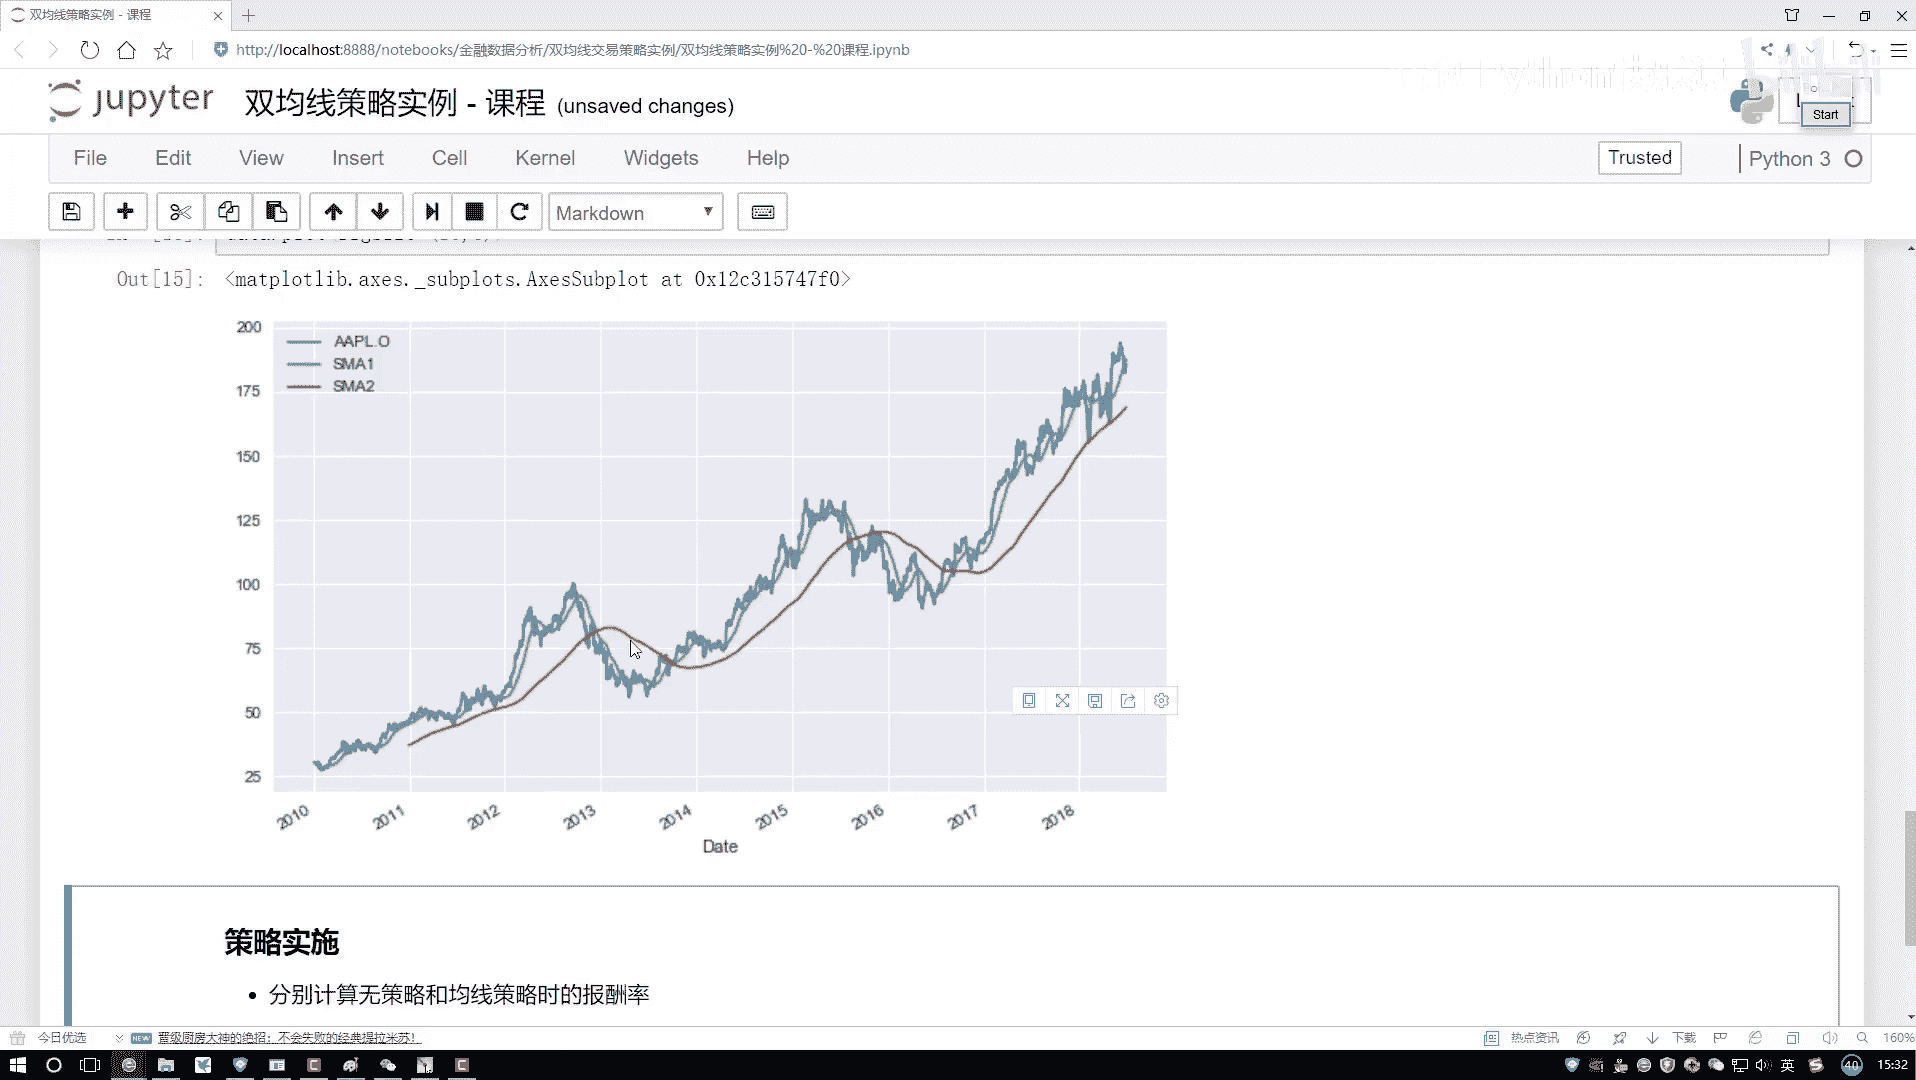 双均线策略实例 - 课程
http://localhost:8888/notebooks/金融数据分析/双均线交易策略实例/双均线策略实例%20-%20课程.ipynb
jupyter 双均线策略实例 - 课程 (unsaved changes)
Start
File Edit View Insert Cell Kernel Widgets Help Trusted Python 3
Markdown
Out[15]: <matplotlib.axes._subplots.AxesSubplot at 0x12c315747f0>
AAPL.O
SMA1
SMA2
200
175
150
125
100
75
50
25
2010 2011 2012 2013 2014 2015 2016 2017 2018
Date
策略实施
• 分别计算无策略和均线策略时的报酬率
今日优选 NEW 晋级厨房大神的绝招：不会失败的经典提拉米苏！ 热点资讯 下载 160%
英 40 15:32